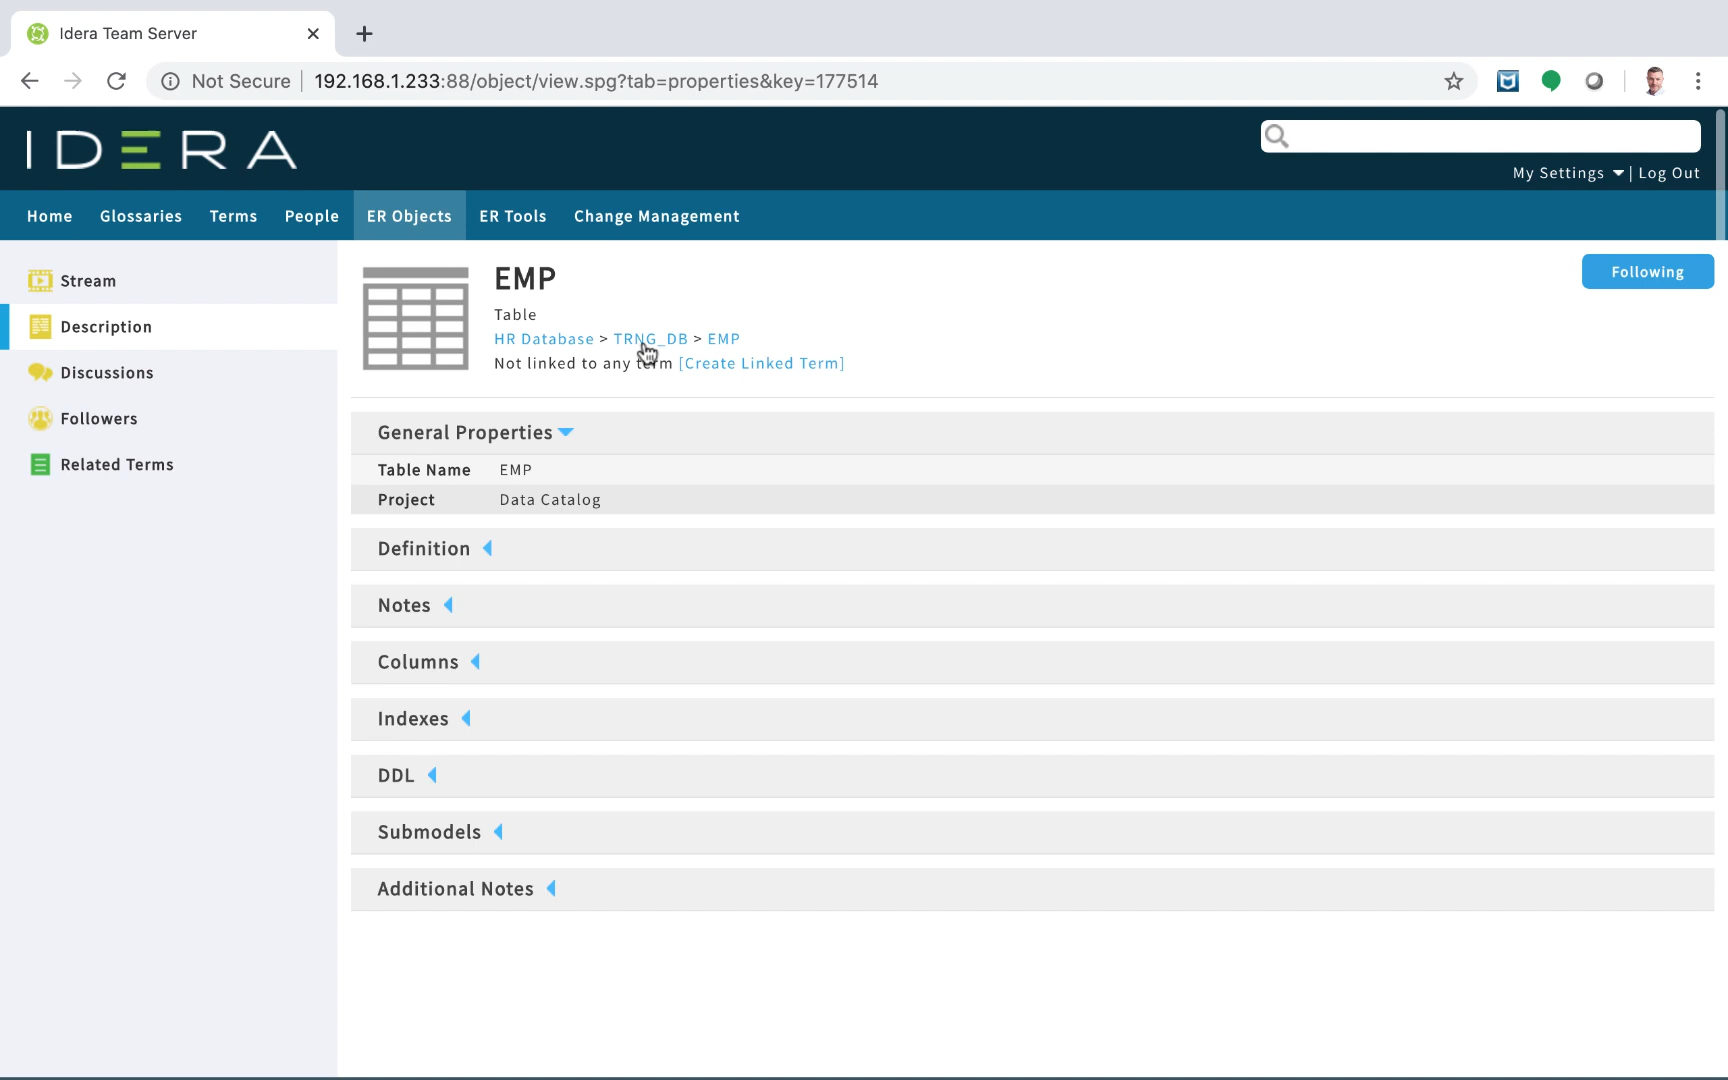 Idera Team Server
Not Secure
192.168.1.233:88/object/view.spg?tab=properties&key=177514
IDERA
My Settings | Log Out
Home Glossaries Terms People ER Objects ER Tools Change Management
Stream
Description
Discussions
Followers
Related Terms
EMP
Following
Table
HR Database > TRNG_DB > EMP
Not linked to any term [Create Linked Term]
General Properties
Table Name EMP
Project Data Catalog
Definition
Notes
Columns
Indexes
DDL
Submodels
Additional Notes